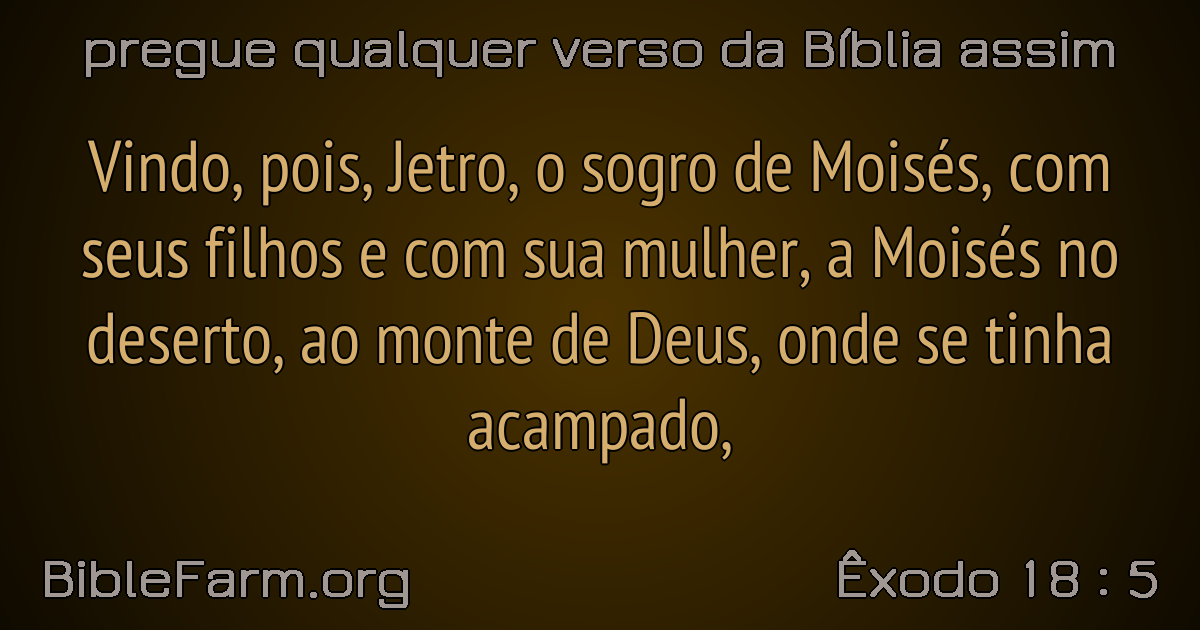 pregue qualquer verso da Bíblia assim
Vindo, pois, Jetro, o sogro de Moisés, com
seus filhos e com sua mulher, a Moisés no
deserto, ao monte de Deus, onde se tinha
acampado,
BibleFarm.org
Êxodo 18 : 5